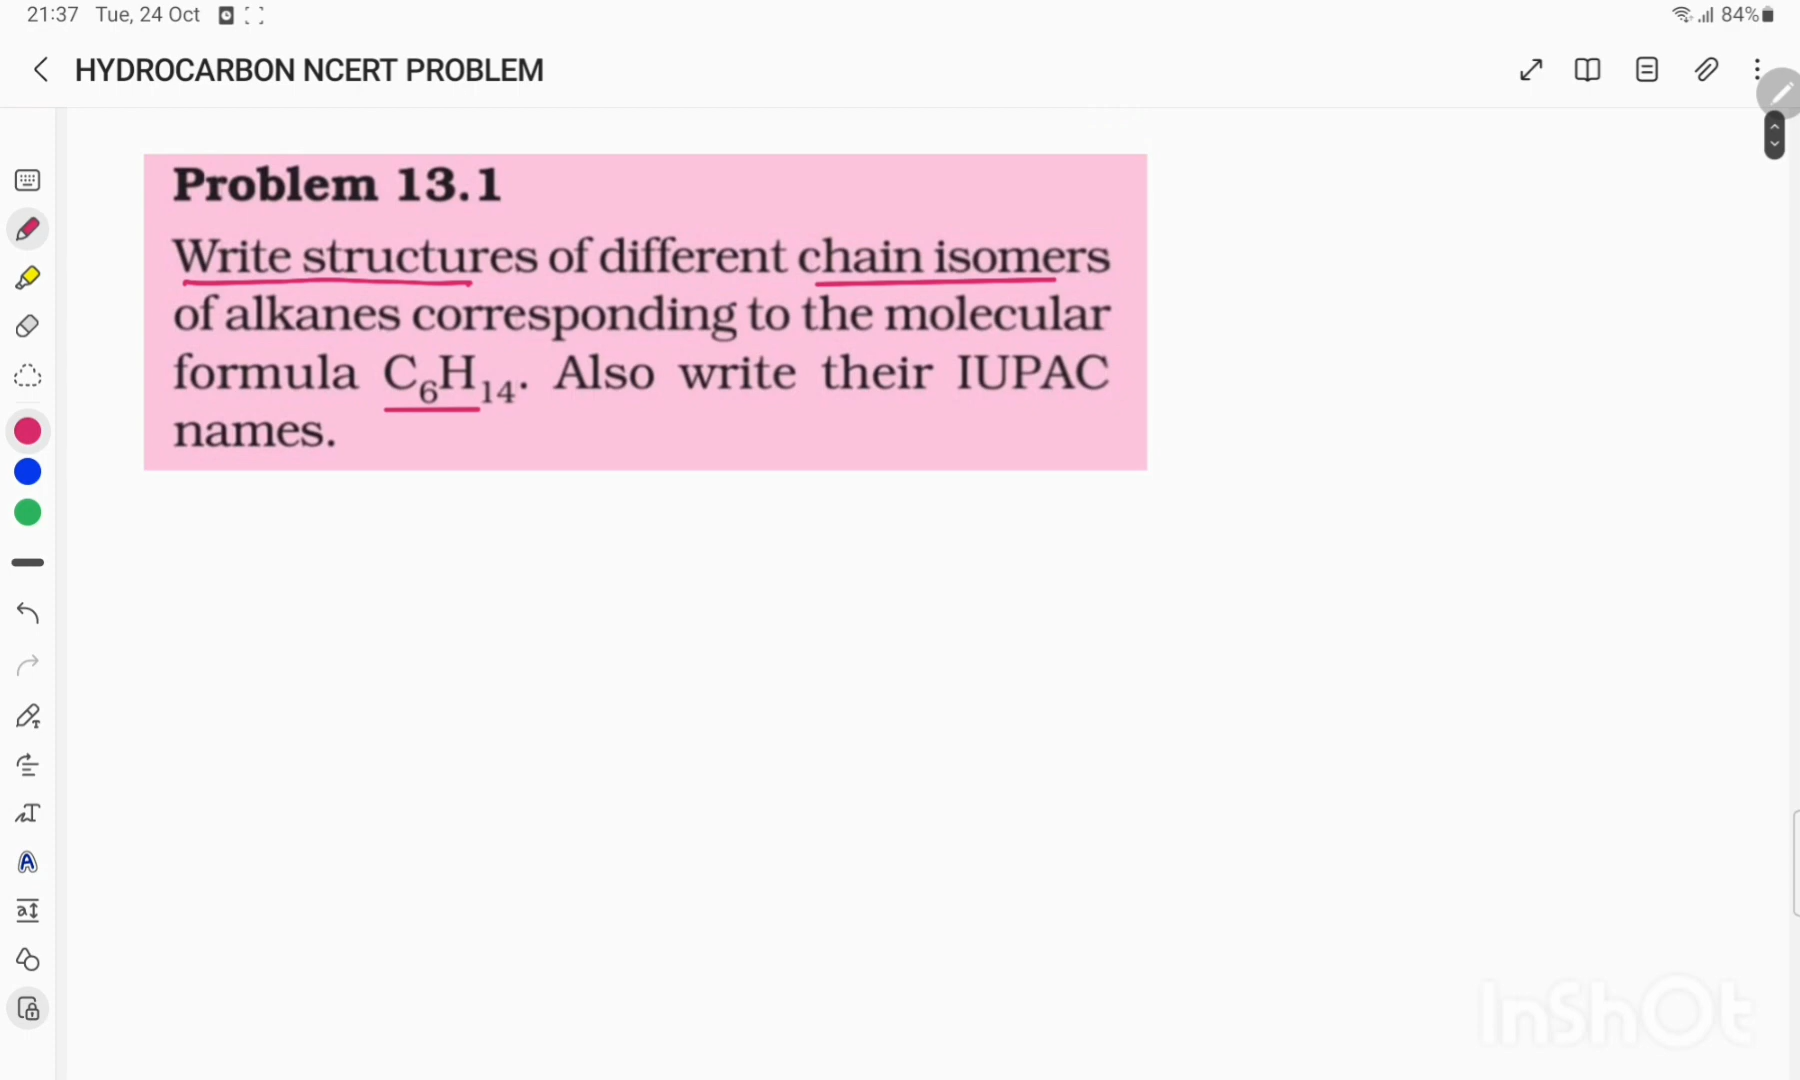 21:37 Tue, 24 Oct
84%
HYDROCARBON NCERT PROBLEM
Problem 13.1
Write structures of different chain isomers
of alkanes corresponding to the molecular
formula C₆H₁₄. Also write their IUPAC
names.
InShOt